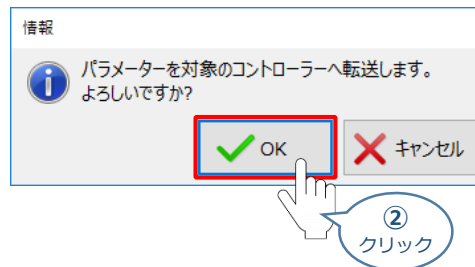 情報
パラメーターを対象のコントローラーへ転送します。
よろしいですか?
OK
キャンセル
②
クリック